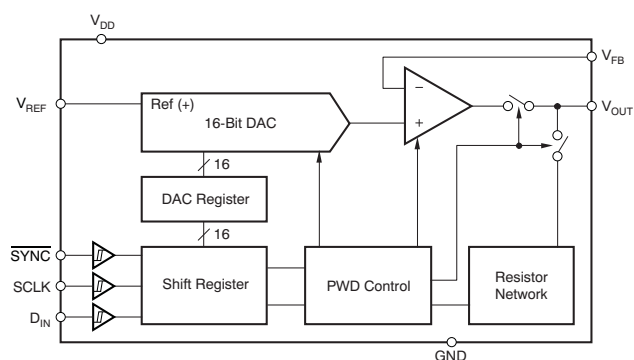 VDD
VFB
VREF
Ref (+)
16-Bit DAC
−
+
VOUT
16
DAC Register
16
SYNC
SCLK
DIN
Shift Register
PWD Control
Resistor
Network
GND